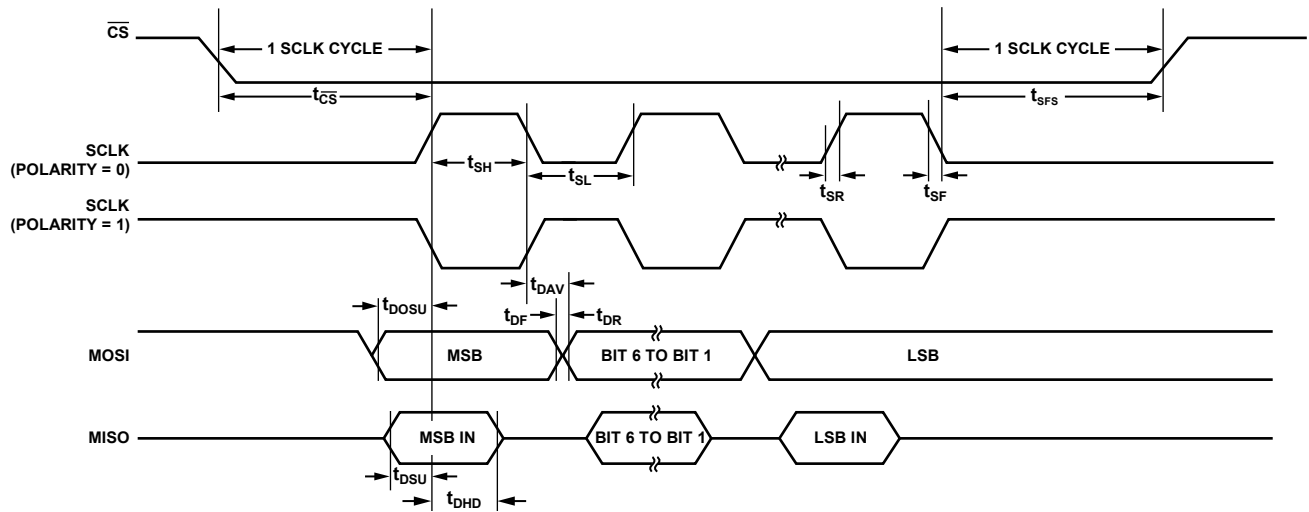 C̅S̅
1 SCLK CYCLE
1 SCLK CYCLE
tC̅S̅
tSFS
SCLK
(POLARITY = 0)
tSH
tSL
tSR
tSF
SCLK
(POLARITY = 1)
tDAV
tDOSU
tDF
tDR
MOSI
MSB
BIT 6 TO BIT 1
LSB
MISO
MSB IN
BIT 6 TO BIT 1
LSB IN
tDSU
tDHD